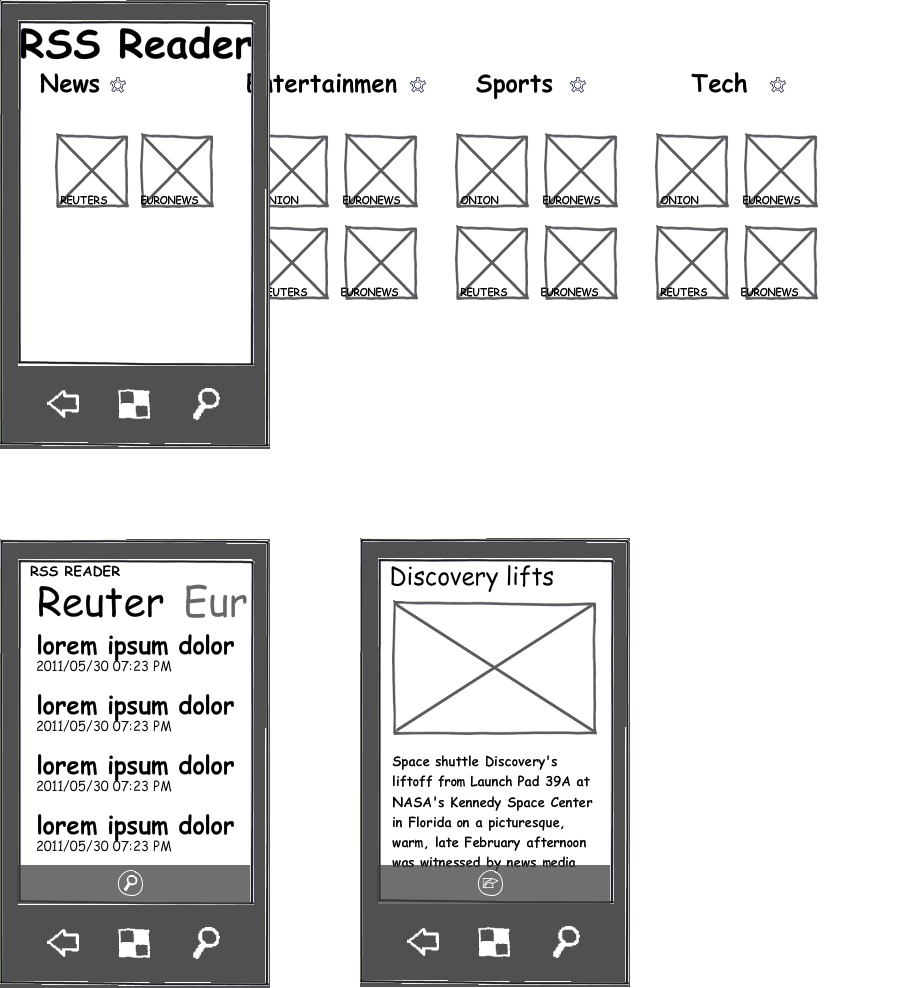 RSS Reader
News
Entertainmen
Sports
Tech
REUTERS
EURONEWS
NION
EURONEWS
ONION
EURONEWS
ONION
EURONEWS
EUTERS
EURONEWS
REUTERS
EURONEWS
REUTERS
EURONEWS
RSS READER
Reuter Eur
lorem ipsum dolor
2011/05/30 07:23 PM
lorem ipsum dolor
2011/05/30 07:23 PM
lorem ipsum dolor
2011/05/30 07:23 PM
lorem ipsum dolor
2011/05/30 07:23 PM
Discovery lifts
Space shuttle Discovery's
liftoff from Launch Pad 39A at
NASA's Kennedy Space Center
in Florida on a picturesque,
warm, late February afternoon
was witnessed by news media